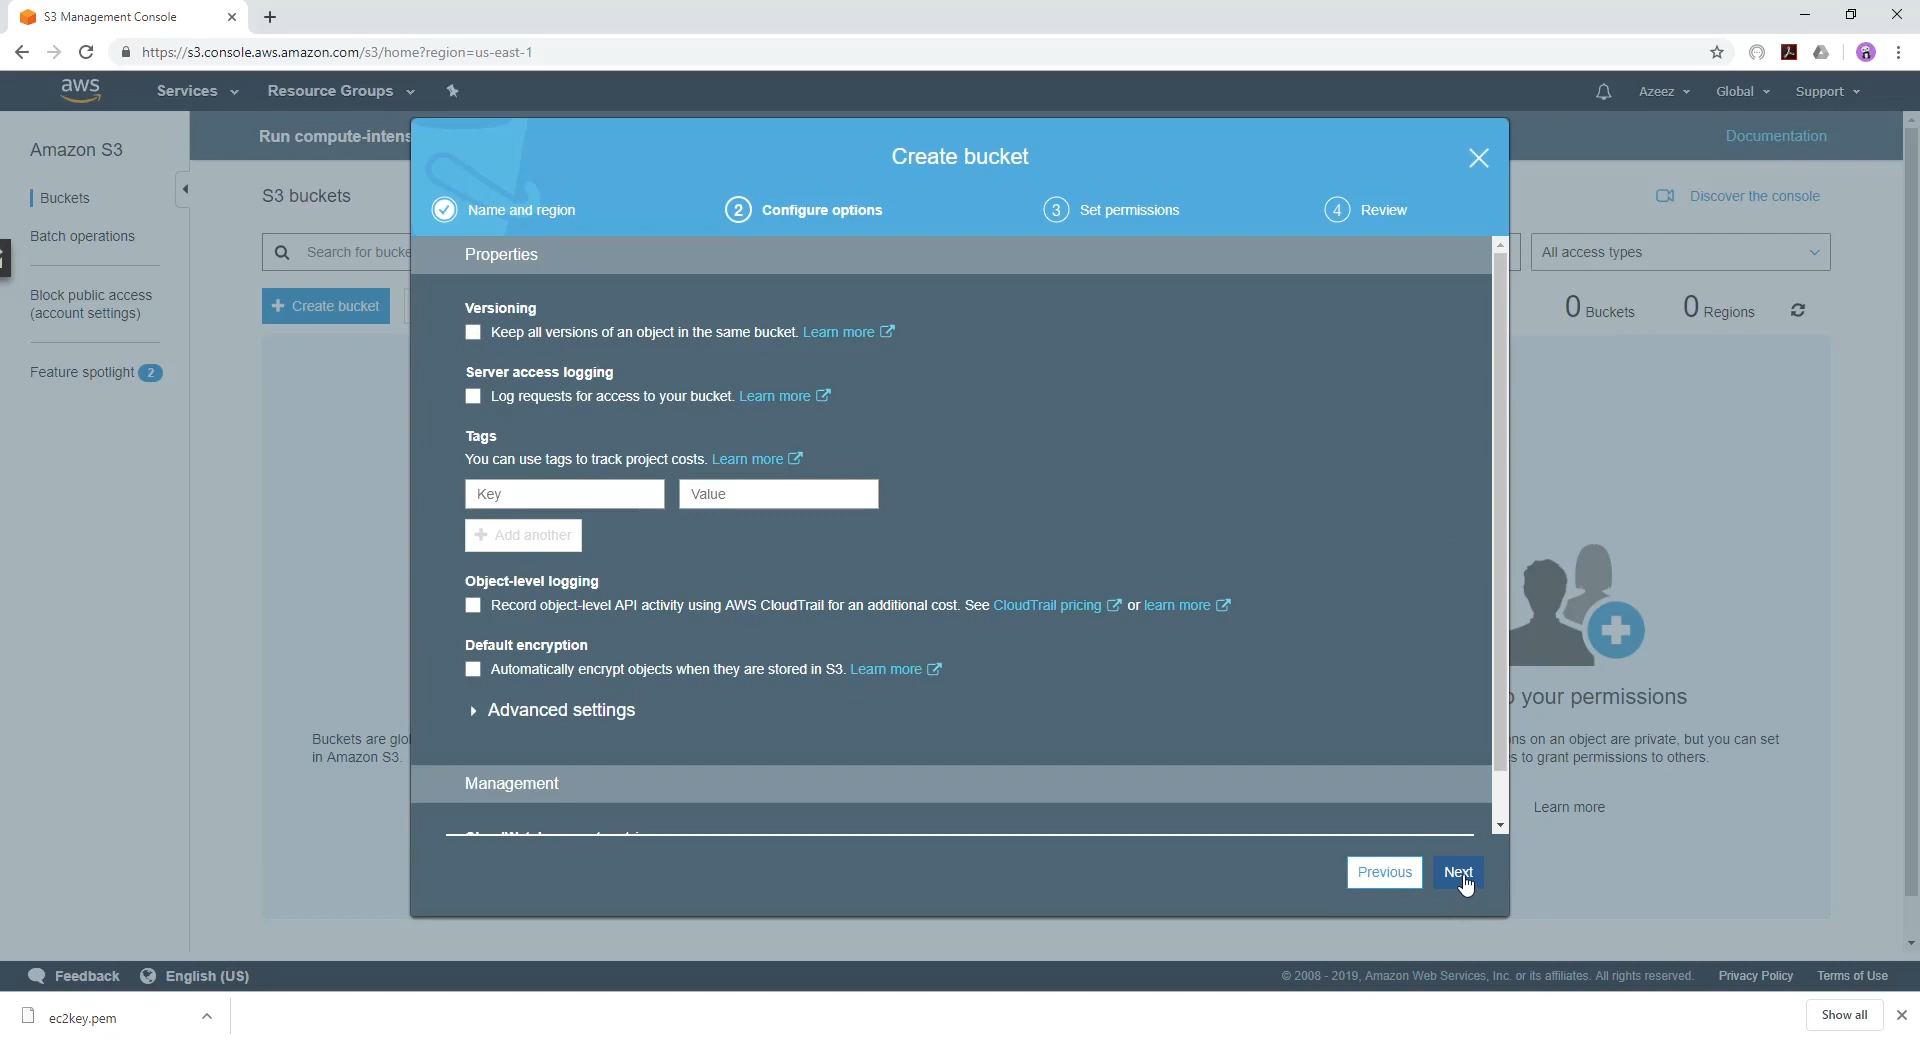 S3 Management Console
https://s3.console.aws.amazon.com/s3/home?region=us-east-1
aws
Services
Resource Groups
Azeez
Global
Support
Amazon S3
Run compute-intens
Documentation
Create bucket
Name and region
2 Configure options
3 Set permissions
4 Review
Buckets
Batch operations
Block public access
(account settings)
Feature spotlight 2
S3 buckets
Discover the console
Search for bucke
All access types
+ Create bucket
0 Buckets
0 Regions
Properties
Versioning
Keep all versions of an object in the same bucket. Learn more
Server access logging
Log requests for access to your bucket. Learn more
Tags
You can use tags to track project costs. Learn more
Key
Value
+ Add another
Object-level logging
Record object-level API activity using AWS CloudTrail for an additional cost. See CloudTrail pricing or learn more
Default encryption
Automatically encrypt objects when they are stored in S3. Learn more
Advanced settings
Management
Buckets are glo
in Amazon S3.
your permissions
ns on an object are private, but you can set
s to grant permissions to others.
Learn more
Previous
Next
Feedback
English (US)
© 2008 - 2019, Amazon Web Services, Inc. or its affiliates. All rights reserved.
Privacy Policy
Terms of Use
ec2key.pem
Show all